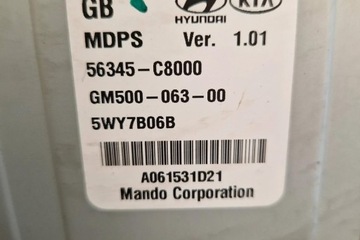 GB
HYUNDAI
KIA
MDPS Ver. 1.01
56345-C8000
GM500-063-00
5WY7B06B
A061531D21
Mando Corporation